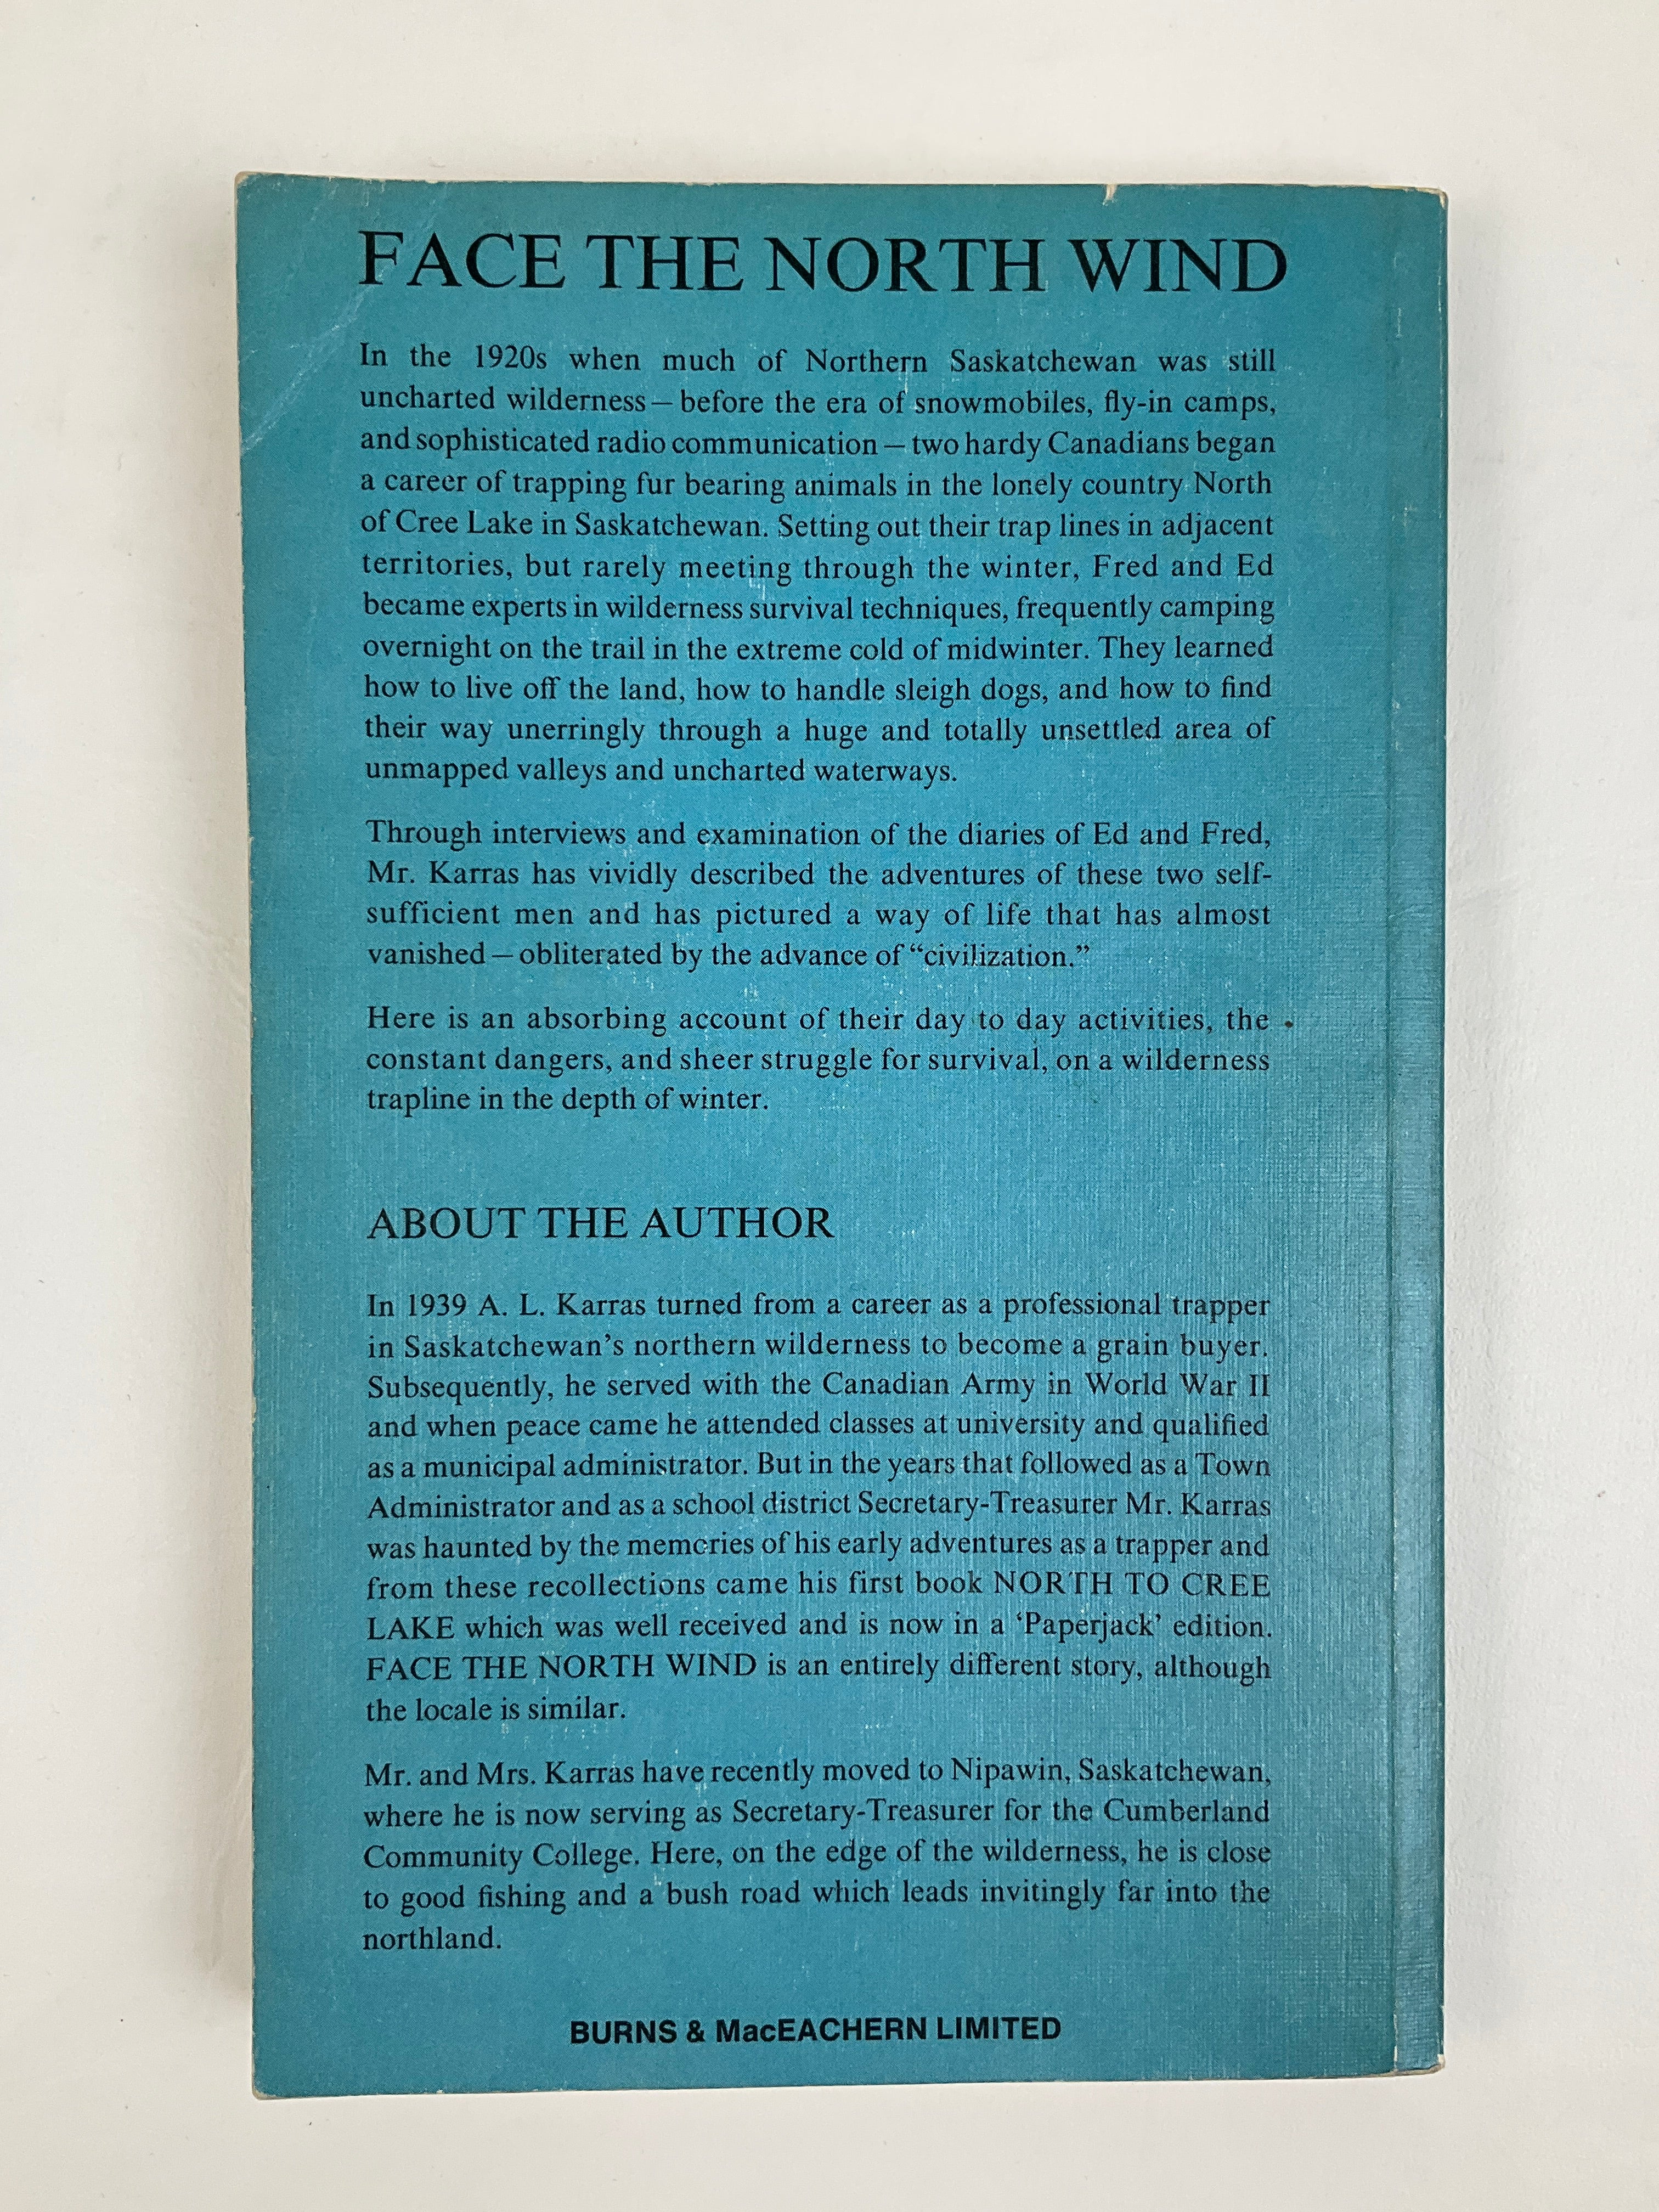 FACE THE NORTH WIND
In the 1920s when much of Northern Saskatchewan was still
uncharted wilderness — before the era of snowmobiles, fly-in camps,
and sophisticated radio communication — two hardy Canadians began
a career of trapping fur bearing animals in the lonely country North
of Cree Lake in Saskatchewan. Setting out their trap lines in adjacent
territories, but rarely meeting through the winter, Fred and Ed
became experts in wilderness survival techniques, frequently camping
overnight on the trail in the extreme cold of midwinter. They learned
how to live off the land, how to handle sleigh dogs, and how to find
their way unerringly through a huge and totally unsettled area of
unmapped valleys and uncharted waterways.
Through interviews and examination of the diaries of Ed and Fred,
Mr. Karras has vividly described the adventures of these two self-
sufficient men and has pictured a way of life that has almost
vanished — obliterated by the advance of “civilization.”
Here is an absorbing account of their day to day activities, the
constant dangers, and sheer struggle for survival, on a wilderness
trapline in the depth of winter.
ABOUT THE AUTHOR
In 1939 A. L. Karras turned from a career as a professional trapper
in Saskatchewan’s northern wilderness to become a grain buyer.
Subsequently, he served with the Canadian Army in World War II
and when peace came he attended classes at university and qualified
as a municipal administrator. But in the years that followed as a Town
Administrator and as a school district Secretary-Treasurer Mr. Karras
was haunted by the memories of his early adventures as a trapper and
from these recollections came his first book NORTH TO CREE
LAKE which was well received and is now in a ‘Paperjack’ edition.
FACE THE NORTH WIND is an entirely different story, although
the locale is similar.
Mr. and Mrs. Karras have recently moved to Nipawin, Saskatchewan,
where he is now serving as Secretary-Treasurer for the Cumberland
Community College. Here, on the edge of the wilderness, he is close
to good fishing and a bush road which leads invitingly far into the
northland.
BURNS & MacEACHERN LIMITED